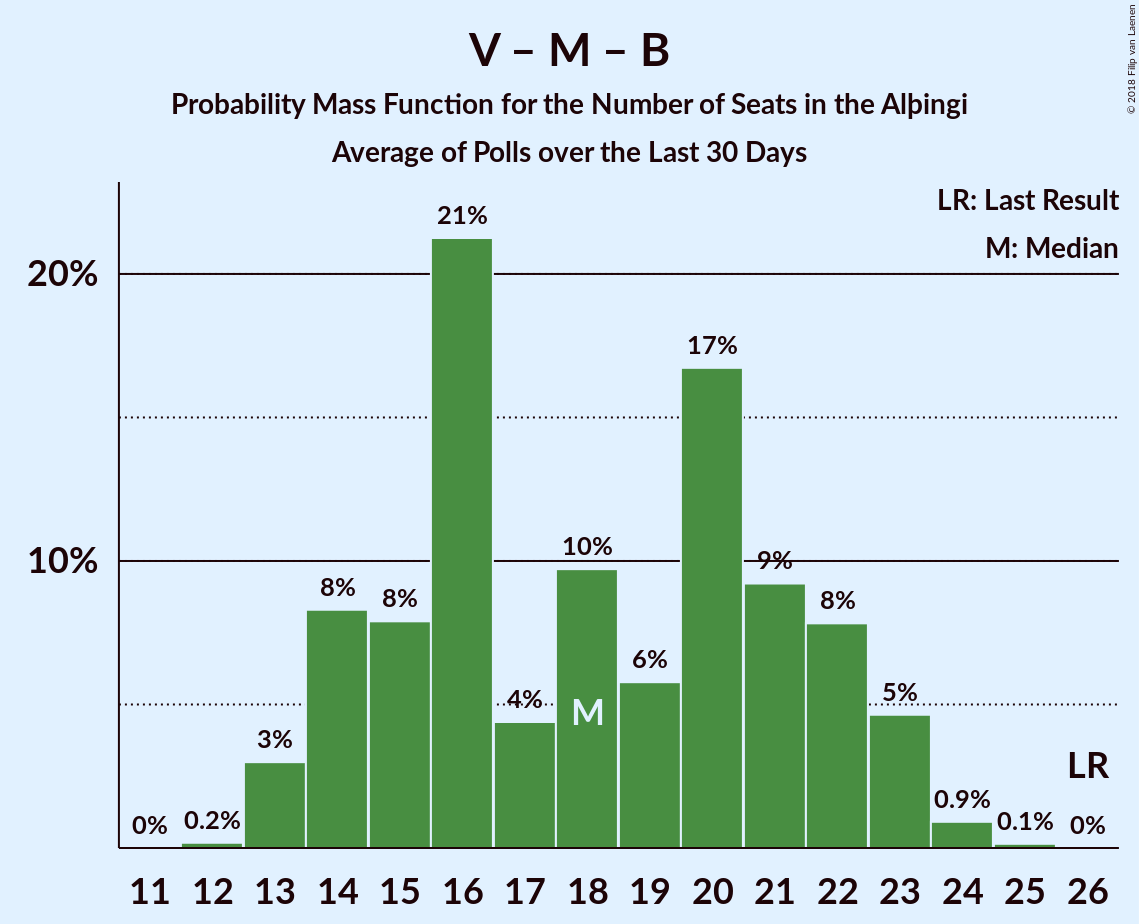 V – M – B
Probability Mass Function for the Number of Seats in the Alþingi
Average of Polls over the Last 30 Days
© 2018 Filip van Laenen
LR: Last Result
M: Median
20%
10%
0%
0.2%
3%
8%
8%
21%
4%
10%
6%
17%
9%
8%
5%
0.9%
0.1%
0%
M
LR
11 12 13 14 15 16 17 18 19 20 21 22 23 24 25 26